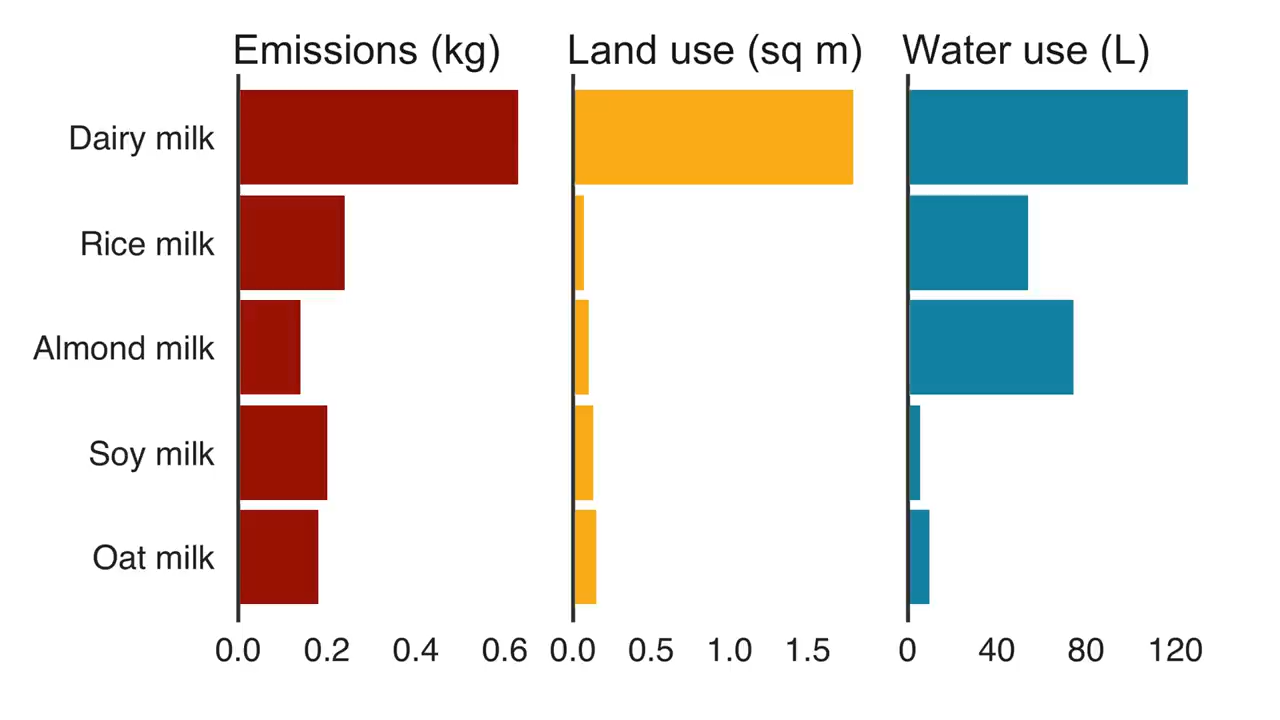 Emissions (kg) Land use (sq m) Water use (L)
Dairy milk
Rice milk
Almond milk
Soy milk
Oat milk
0.0 0.2 0.4 0.6 0.0 0.5 1.0 1.5 0 40 80 120